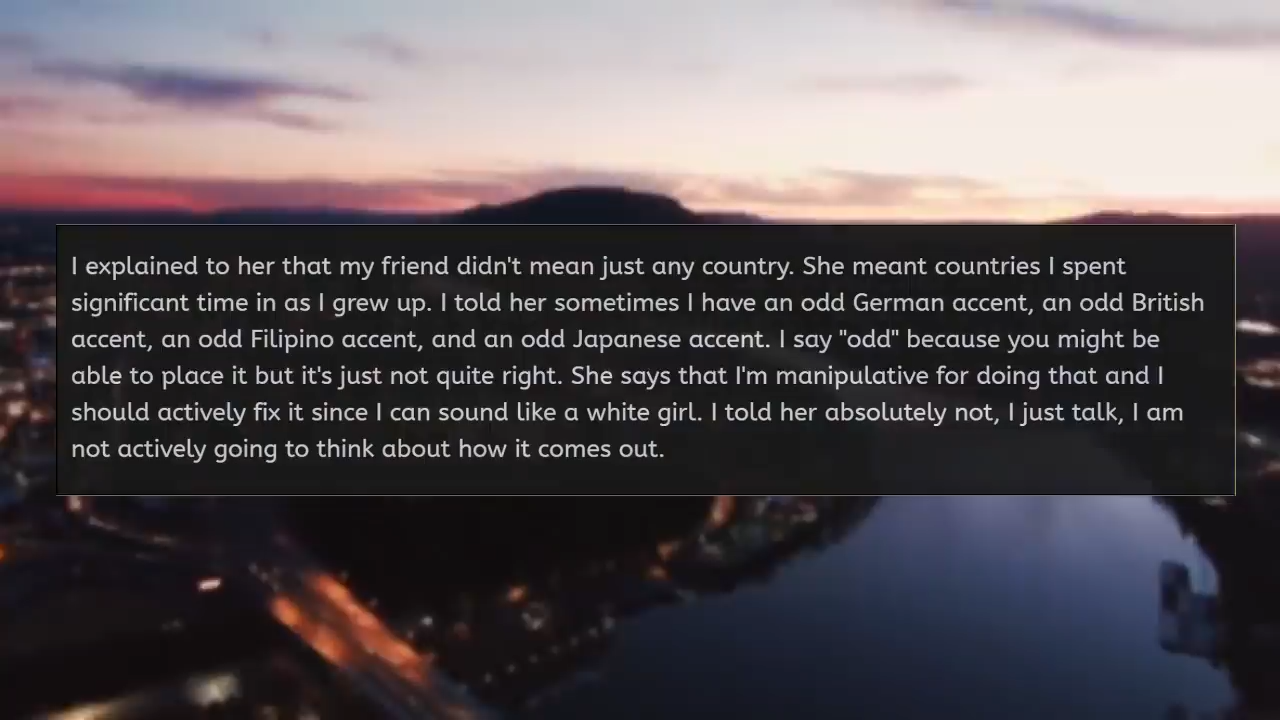 I explained to her that my friend didn't mean just any country. She meant countries I spent
significant time in as I grew up. I told her sometimes I have an odd German accent, an odd British
accent, an odd Filipino accent, and an odd Japanese accent. I say "odd" because you might be
able to place it but it's just not quite right. She says that I'm manipulative for doing that and I
should actively fix it since I can sound like a white girl. I told her absolutely not, I just talk, I am
not actively going to think about how it comes out.